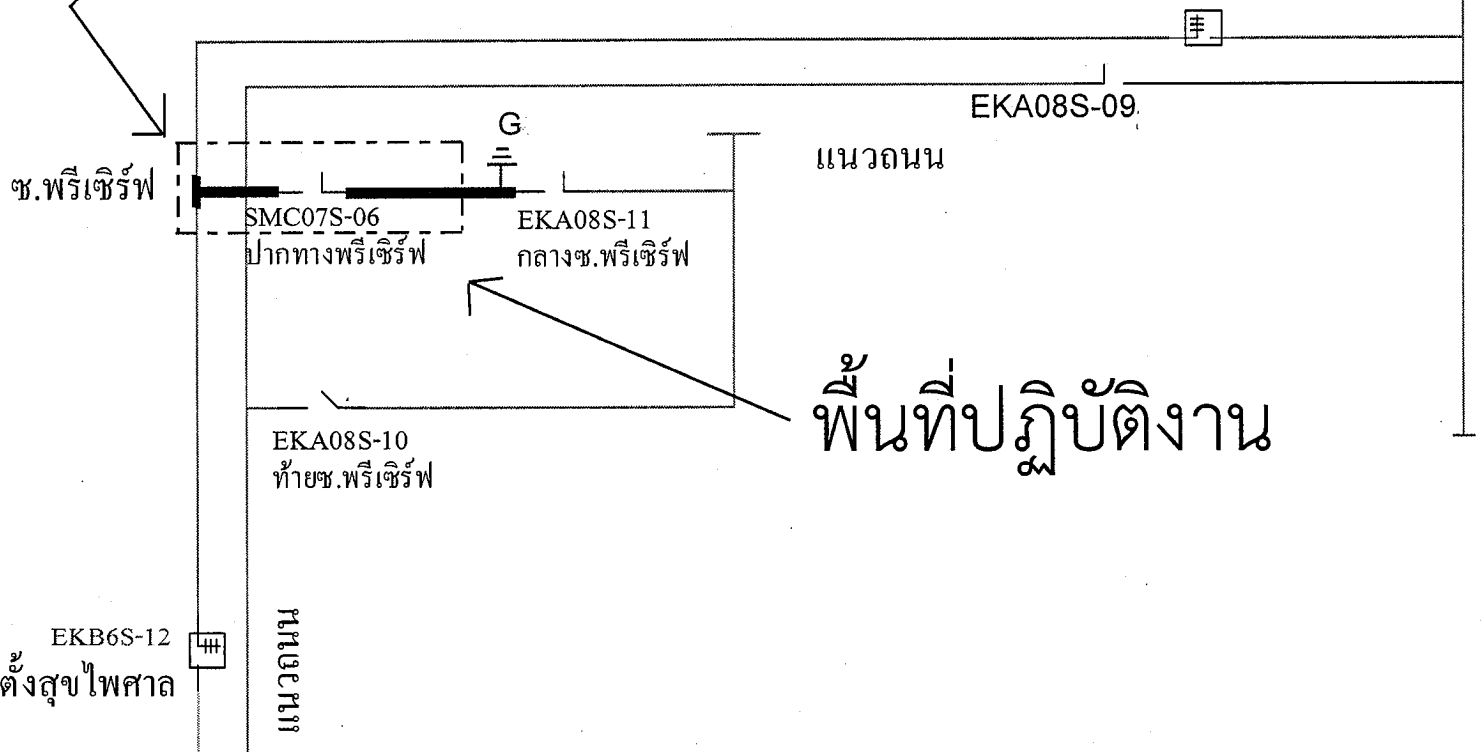 EKA08S-09
G
แนวถนน
ซ.พรีเซิร์ฟ
SMC07S-06
ปากทางพรีเซิร์ฟ
EKA08S-11
กลางซ.พรีเซิร์ฟ
พื้นที่ปฏิบัติงาน
EKA08S-10
ท้ายซ.พรีเซิร์ฟ
แนวถนน
EKB6S-12
ตั้งสุขไพศาล